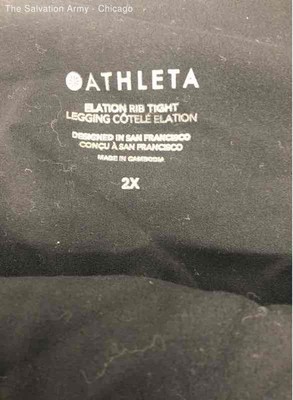 The Salvation Army - Chicago
ATHLETA
ELATION RIB TIGHT
LEGGING CÔTELÉ ELATION
DESIGNED IN SAN FRANCISCO
CONÇU À SAN FRANCISCO
MADE IN CAMBODIA
2X